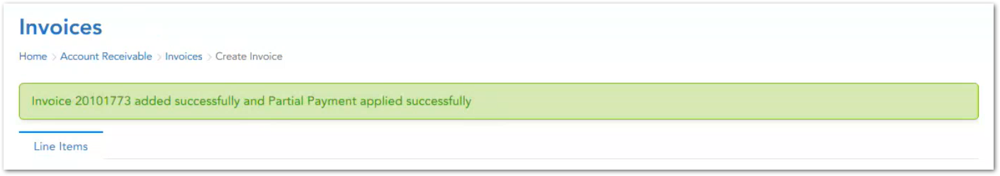 Invoices
Home > Account Receivable > Invoices > Create Invoice
Invoice 20101773 added successfully and Partial Payment applied successfully
Line Items